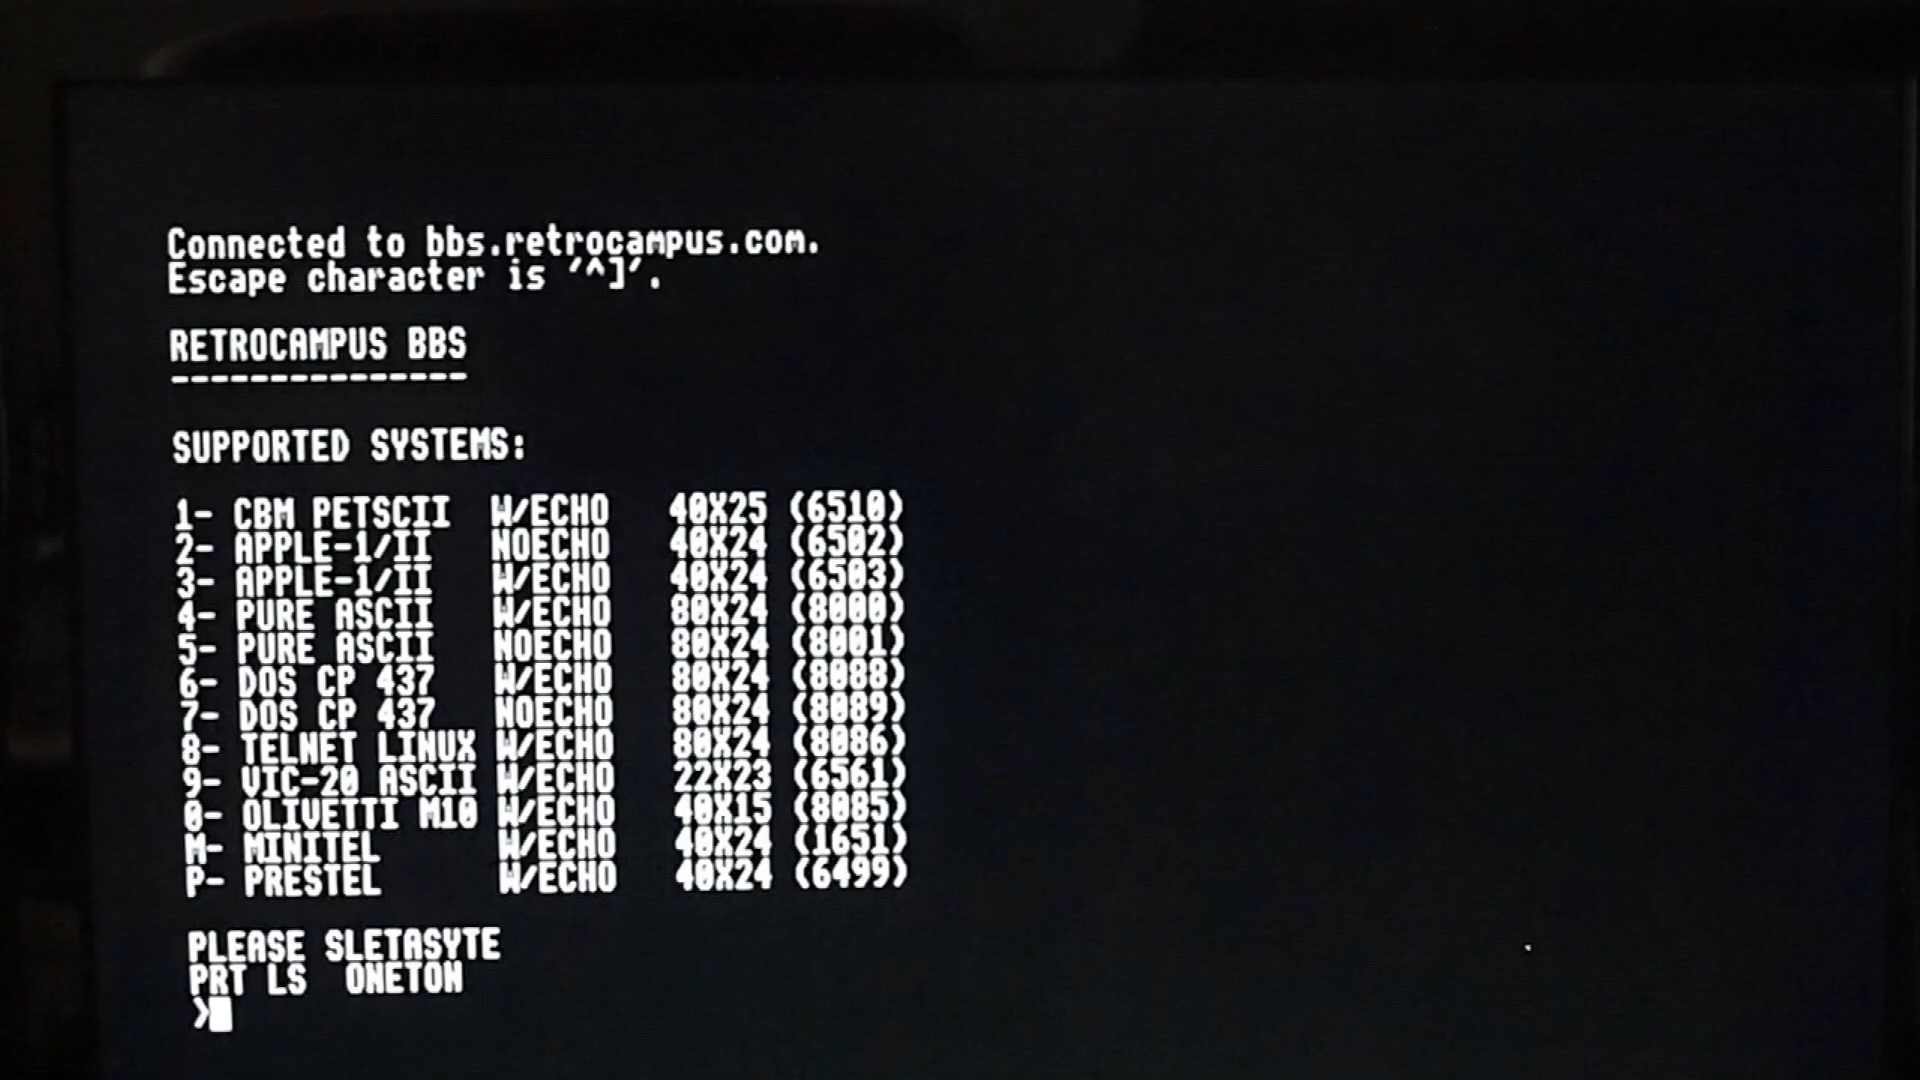 Connected to bbs.retrocampus.com.
Escape character is '^]'.
RETROCAMPUS BBS
---------------
SUPPORTED SYSTEMS:
1- CBM PETSCII W/ECHO 40X25 (6510)
2- APPLE-1/II NOECHO 40X24 (6502)
3- APPLE-1/II W/ECHO 40X24 (6503)
4- PURE ASCII W/ECHO 80X24 (8000)
5- PURE ASCII NOECHO 80X24 (8001)
6- DOS CP 437 W/ECHO 80X24 (8088)
7- DOS CP 437 NOECHO 80X24 (8089)
8- TELNET LINUX W/ECHO 80X24 (8086)
9- VIC-20 ASCII W/ECHO 22X23 (6561)
0- OLIVETTI M10 W/ECHO 40X15 (8085)
M- MINITEL W/ECHO 40X24 (1651)
P- PRESTEL W/ECHO 40X24 (6499)
PLEASE SLETASYTE
PRT LS ONETON
>